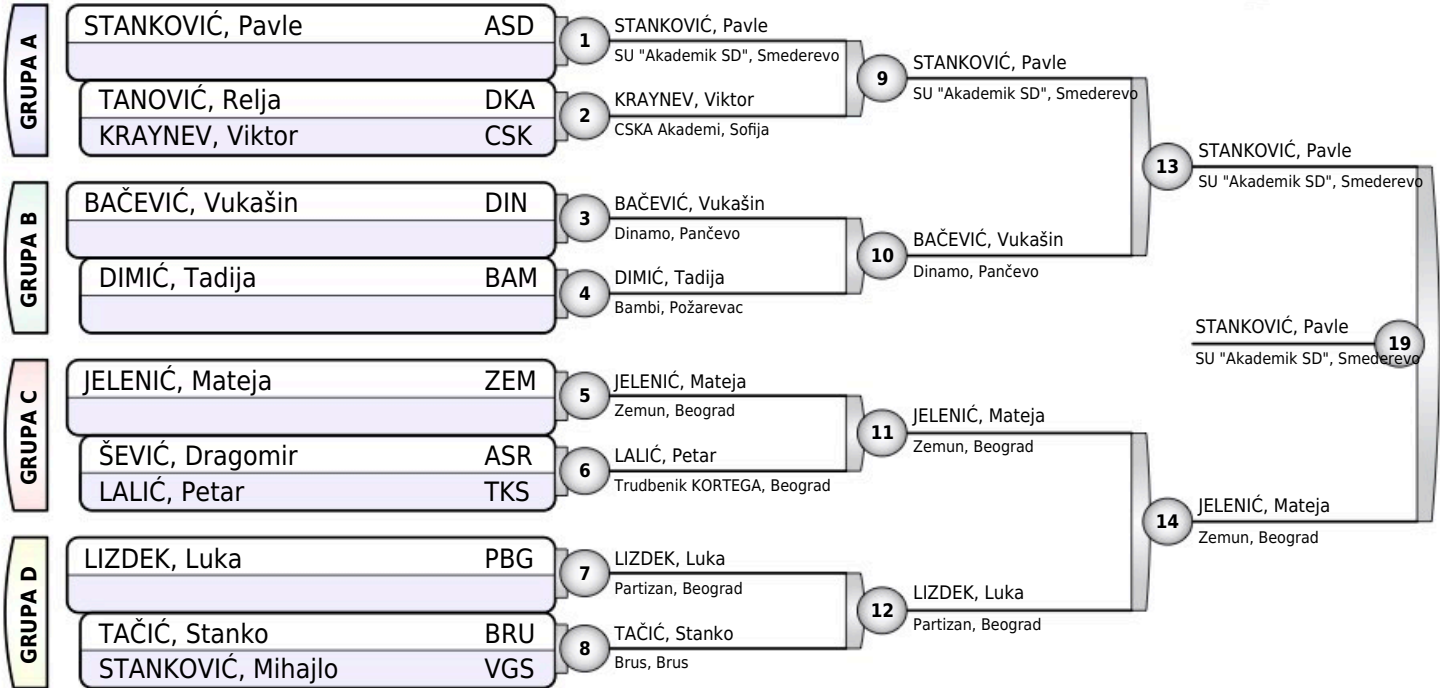 GRUPA A
STANKOVIĆ, Pavle ASD
TANOVIĆ, Relja DKA
KRAYNEV, Viktor CSK
GRUPA B
BAČEVIĆ, Vukašin DIN
DIMIĆ, Tadija BAM
GRUPA C
JELENIĆ, Mateja ZEM
ŠEVIĆ, Dragomir ASR
LALIĆ, Petar TKS
GRUPA D
LIZDEK, Luka PBG
TAČIĆ, Stanko BRU
STANKOVIĆ, Mihajlo VGS
1
STANKOVIĆ, Pavle
SU "Akademik SD", Smederevo
2
KRAYNEV, Viktor
CSKA Akademi, Sofija
3
BAČEVIĆ, Vukašin
Dinamo, Pančevo
4
DIMIĆ, Tadija
Bambi, Požarevac
5
JELENIĆ, Mateja
Zemun, Beograd
6
LALIĆ, Petar
Trudbenik KORTEGA, Beograd
7
LIZDEK, Luka
Partizan, Beograd
8
TAČIĆ, Stanko
Brus, Brus
9
STANKOVIĆ, Pavle
SU "Akademik SD", Smederevo
10
BAČEVIĆ, Vukašin
Dinamo, Pančevo
11
JELENIĆ, Mateja
Zemun, Beograd
12
LIZDEK, Luka
Partizan, Beograd
13
STANKOVIĆ, Pavle
SU "Akademik SD", Smederevo
14
JELENIĆ, Mateja
Zemun, Beograd
19
STANKOVIĆ, Pavle
SU "Akademik SD", Smederevo